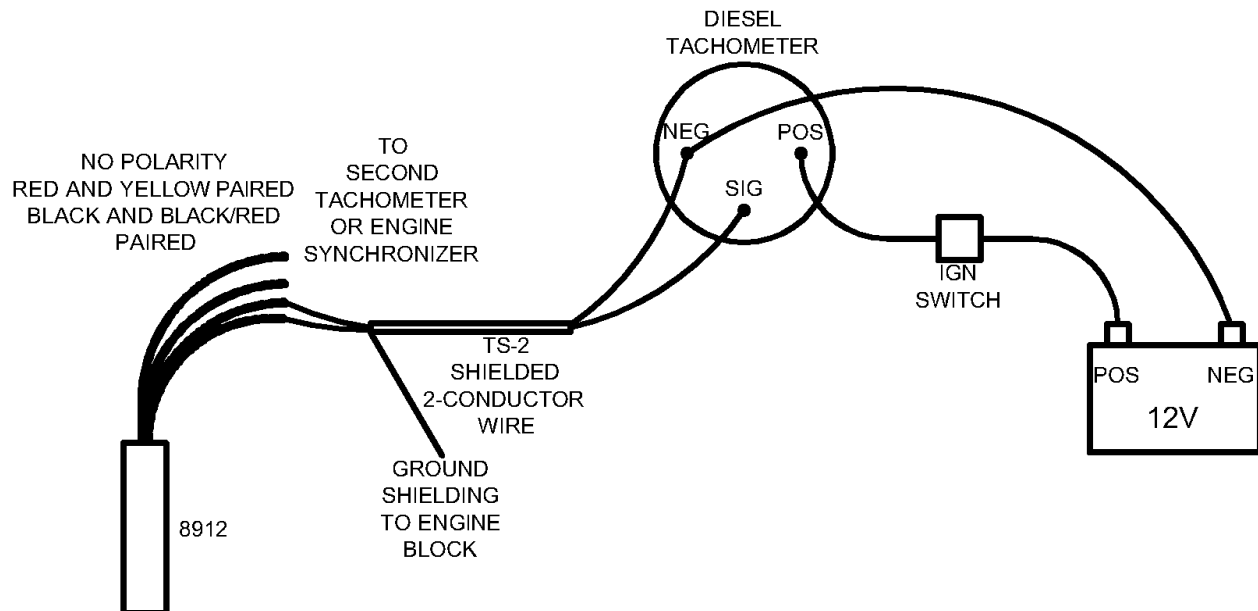 DIESEL
TACHOMETER
NEG
POS
SIG
NO POLARITY
RED AND YELLOW PAIRED
BLACK AND BLACK/RED
PAIRED
TO
SECOND
TACHOMETER
OR ENGINE
SYNCHRONIZER
IGN
SWITCH
TS-2
SHIELDED
2-CONDUCTOR
WIRE
POS
NEG
12V
GROUND
SHIELDING
TO ENGINE
BLOCK
8912